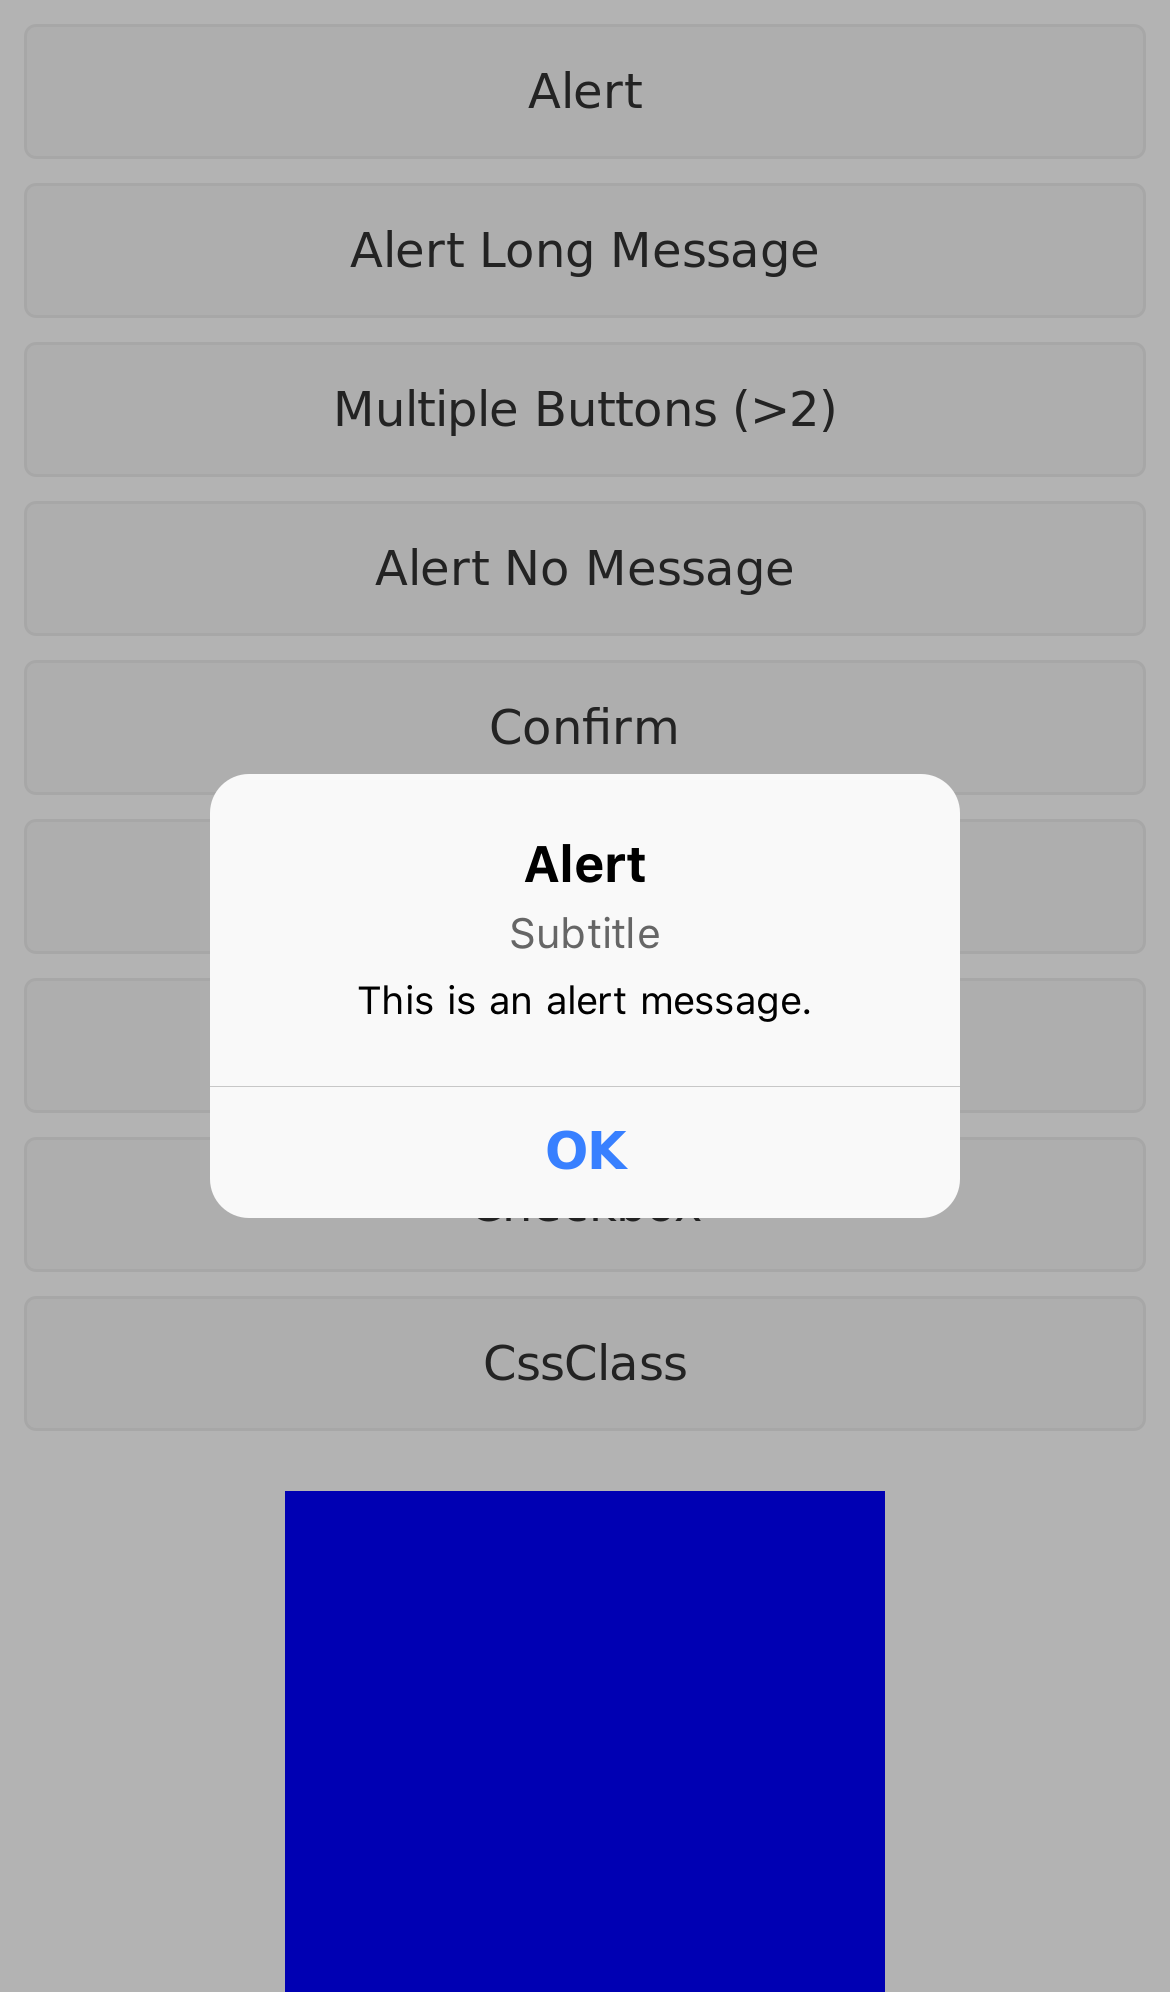 Alert
Alert Long Message
Multiple Buttons (>2)
Alert No Message
Confirm
Alert
Subtitle
This is an alert message.
OK
Checkbox
CssClass